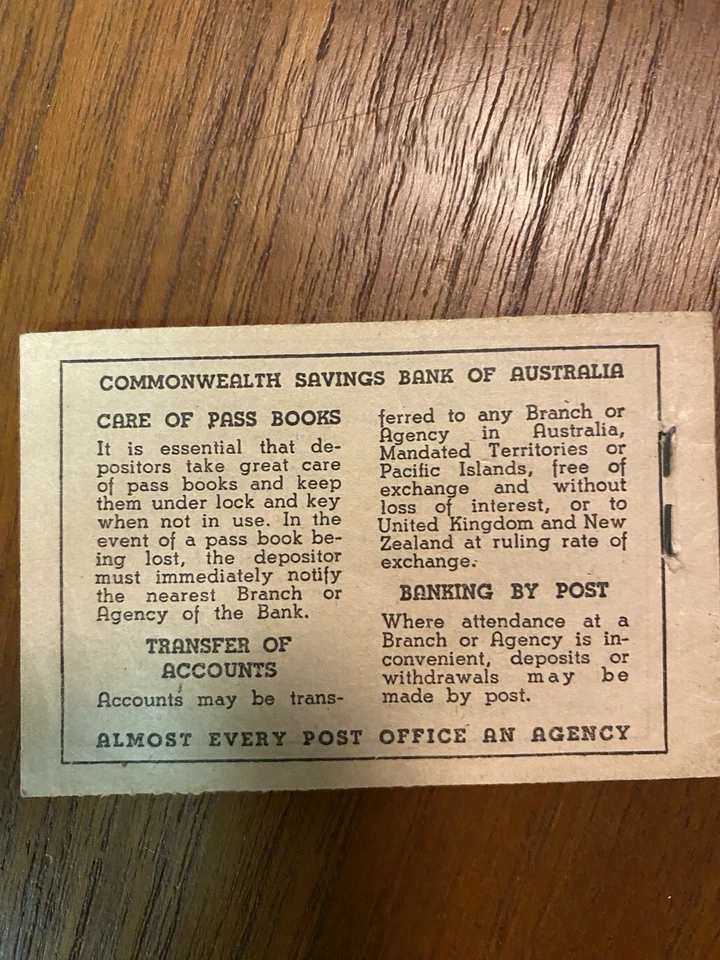 COMMONWEALTH SAVINGS BANK OF AUSTRALIA
CARE OF PASS BOOKS
It is essential that de-
positors take great care
of pass books and keep
them under lock and key
when not in use. In the
event of a pass book be-
ing lost, the depositor
must immediately notify
the nearest Branch or
Agency of the Bank.
TRANSFER OF
ACCOUNTS
Accounts may be trans-
ferred to any Branch or
Agency in Australia,
Mandated Territories or
Pacific Islands, free of
exchange and without
loss of interest, or to
United Kingdom and New
Zealand at ruling rate of
exchange.
BANKING BY POST
Where attendance at a
Branch or Agency is in-
convenient, deposits or
withdrawals may be
made by post.
ALMOST EVERY POST OFFICE AN AGENCY